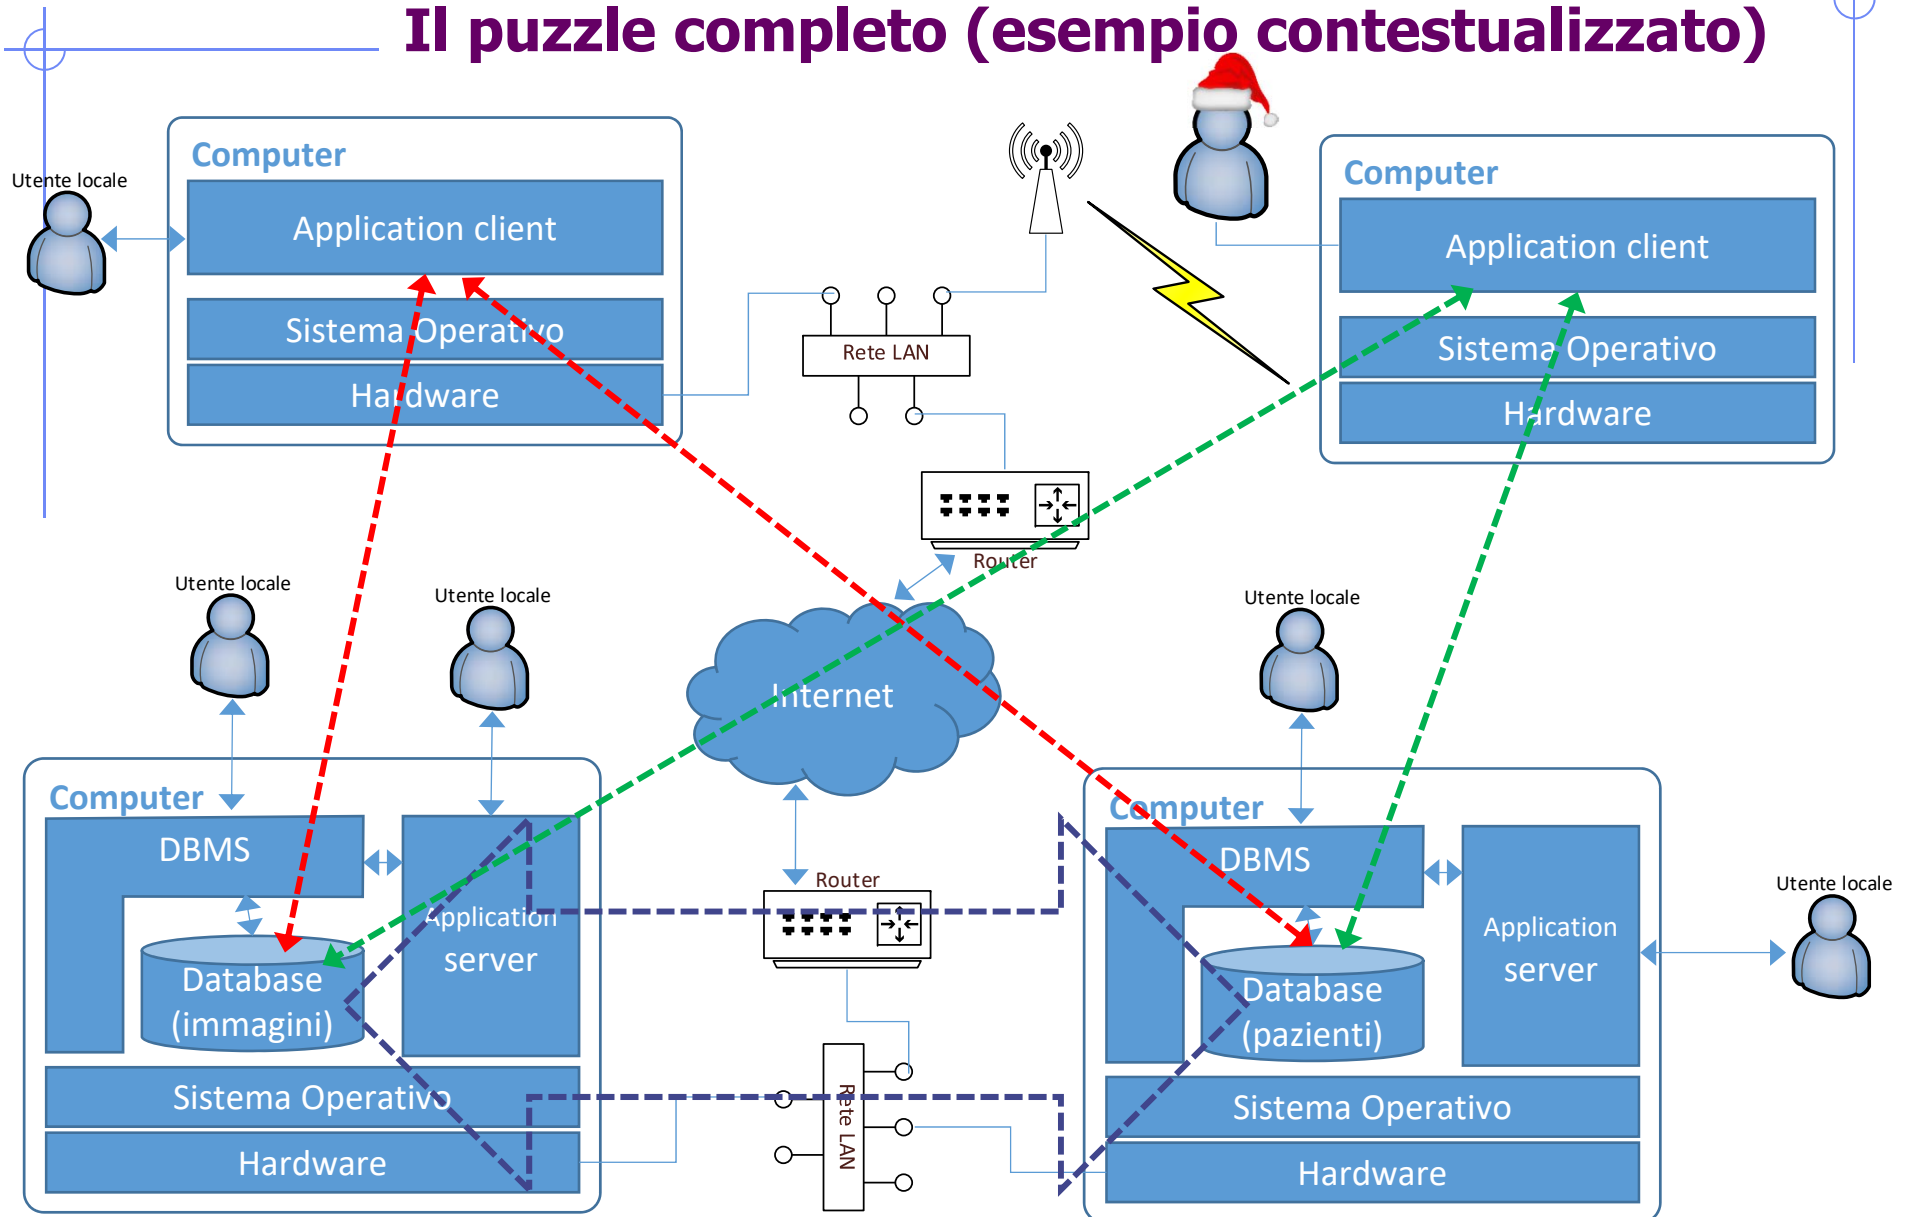 Il puzzle completo (esempio contestualizzato)
Utente locale
Computer
Application client
Sistema Operativo
Hardware
Rete LAN
Router
Computer
Application client
Sistema Operativo
Hardware
Internet
Utente locale
Utente locale
Computer
DBMS
Application
server
Database
(immagini)
Sistema Operativo
Hardware
Router
Rete LAN
Utente locale
Computer
DBMS
Application
server
Database
(pazienti)
Sistema Operativo
Hardware
Utente locale